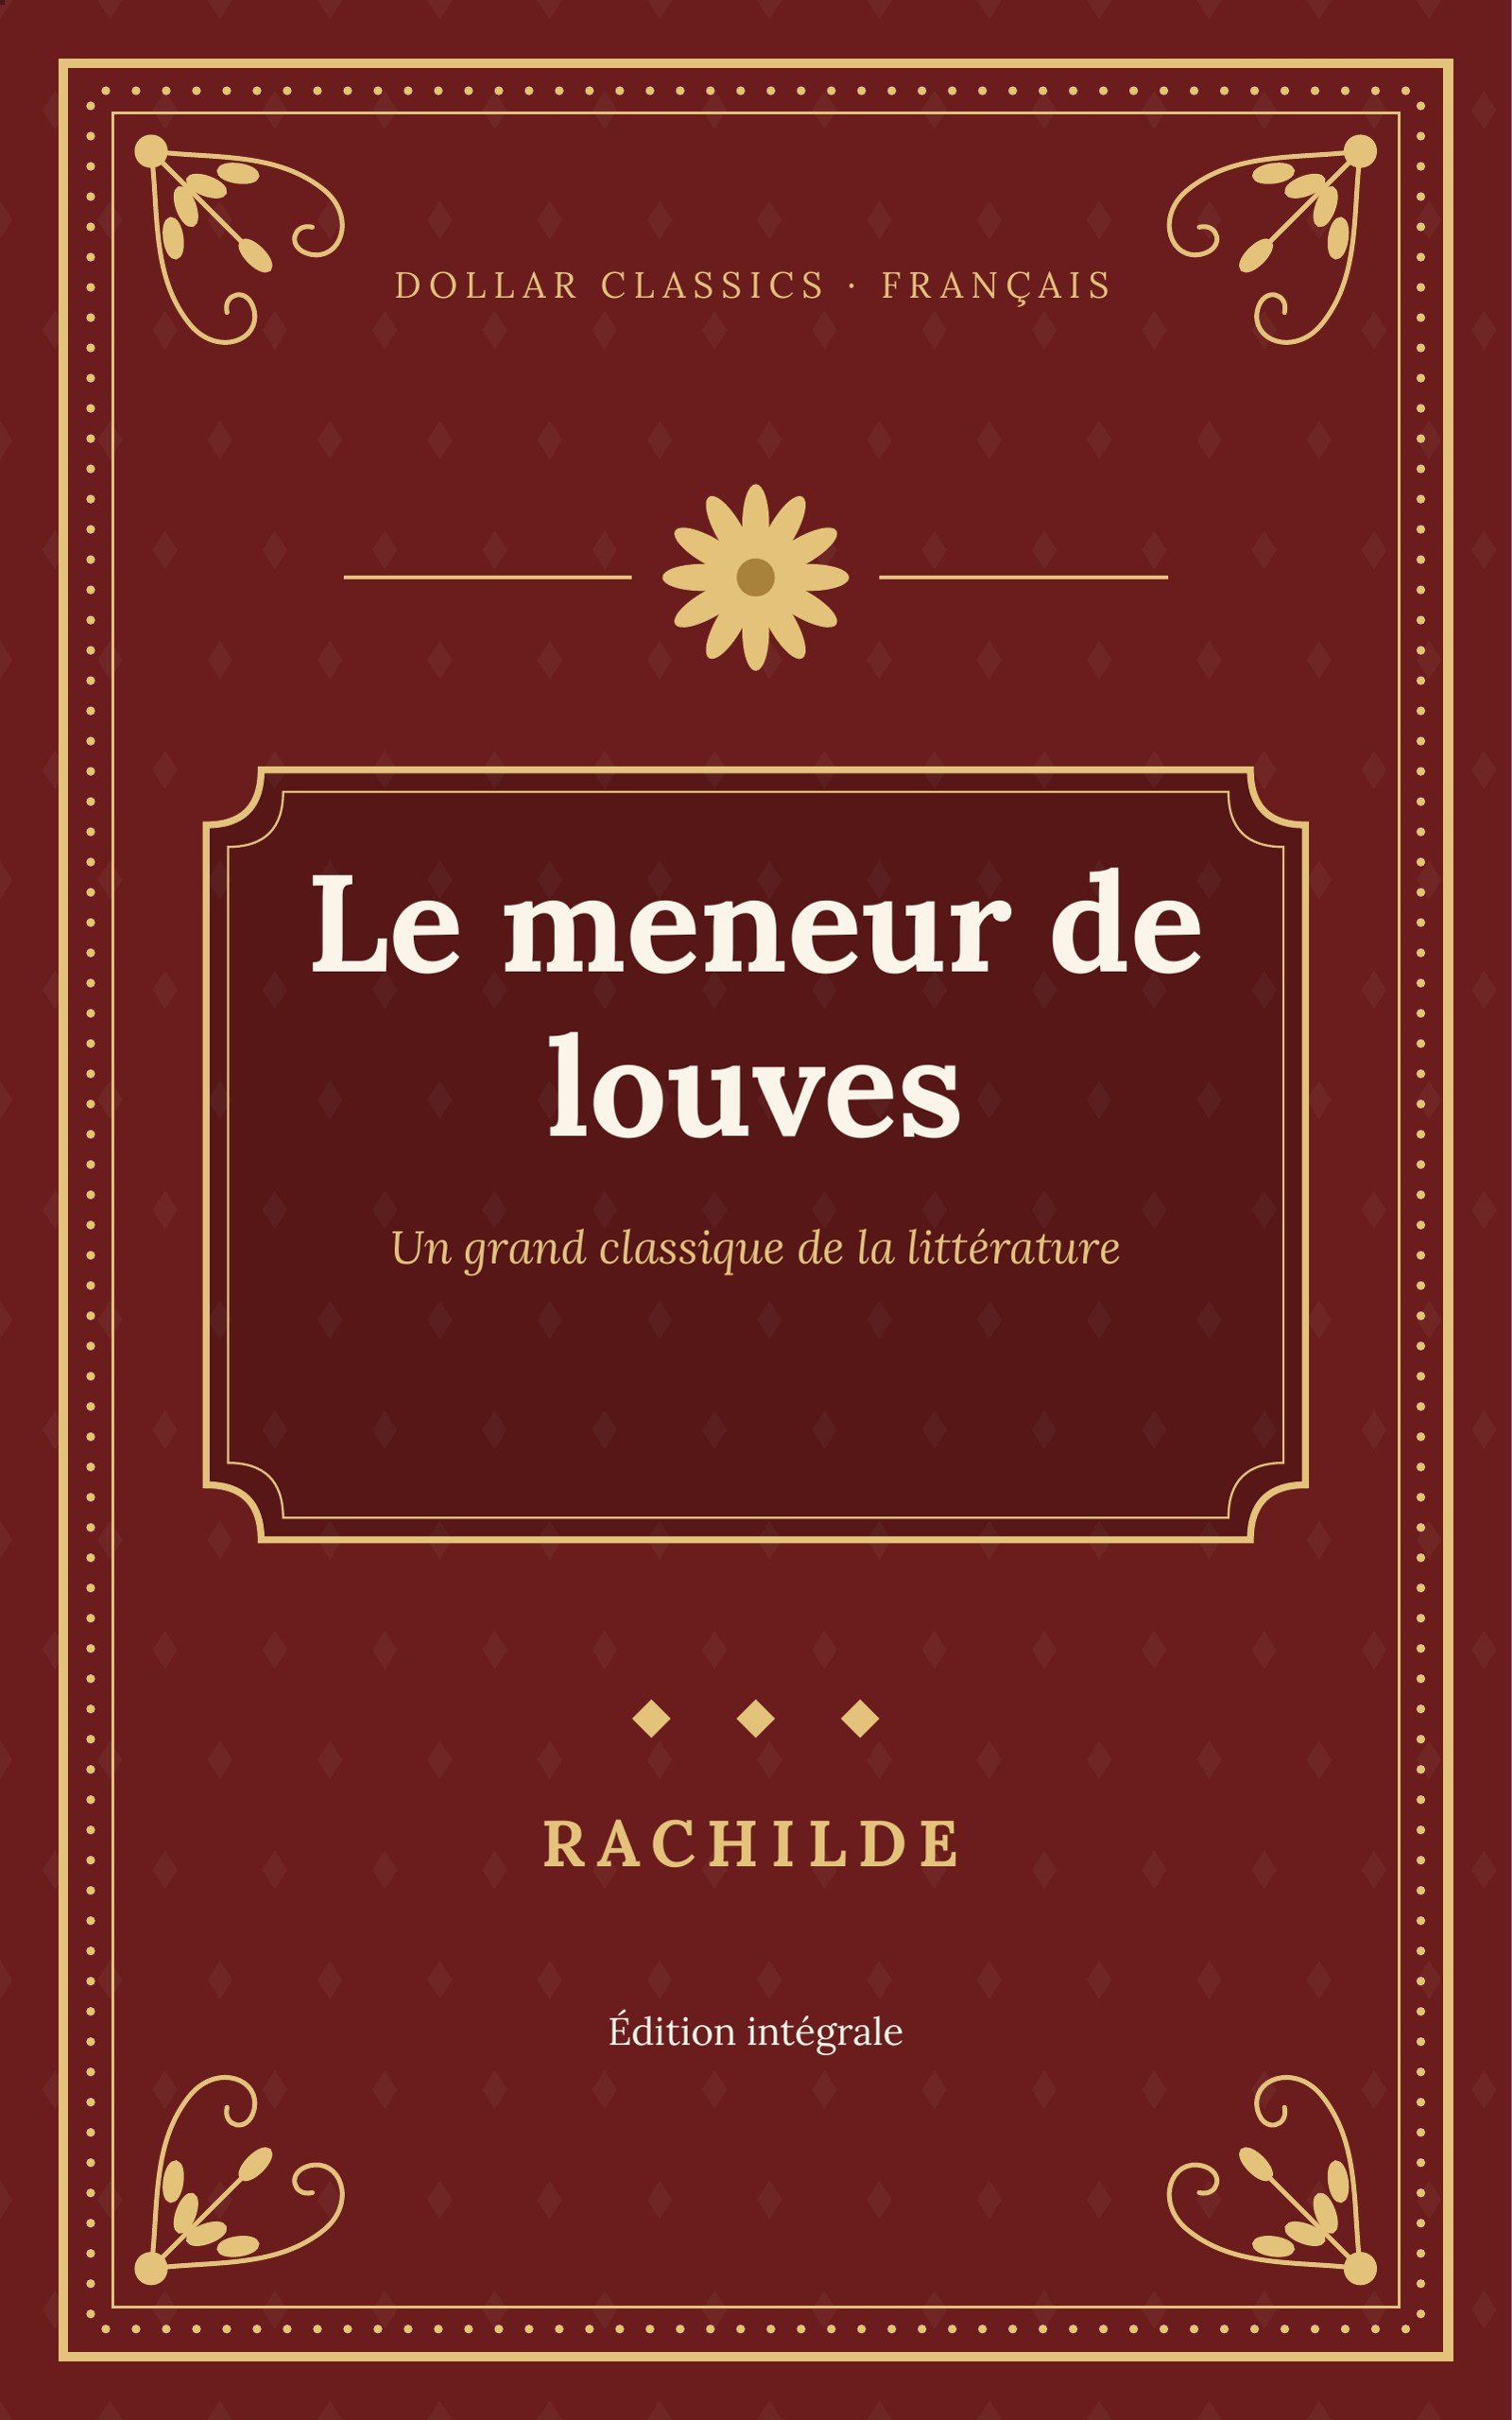 DOLLAR CLASSICS · FRANÇAIS
Le meneur de
louves
Un grand classique de la littérature
RACHILDE
Édition intégrale